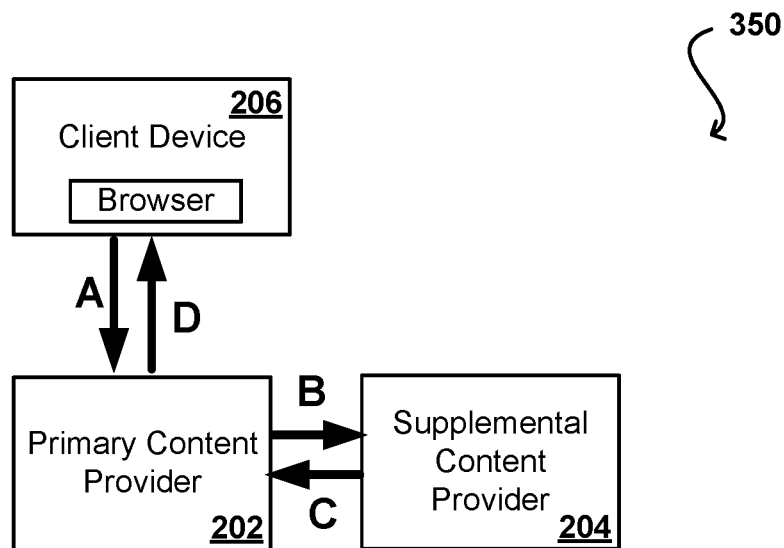 350
206
Client Device
Browser
A
D
B
Primary Content
Provider
202
C
Supplemental
Content
Provider
204